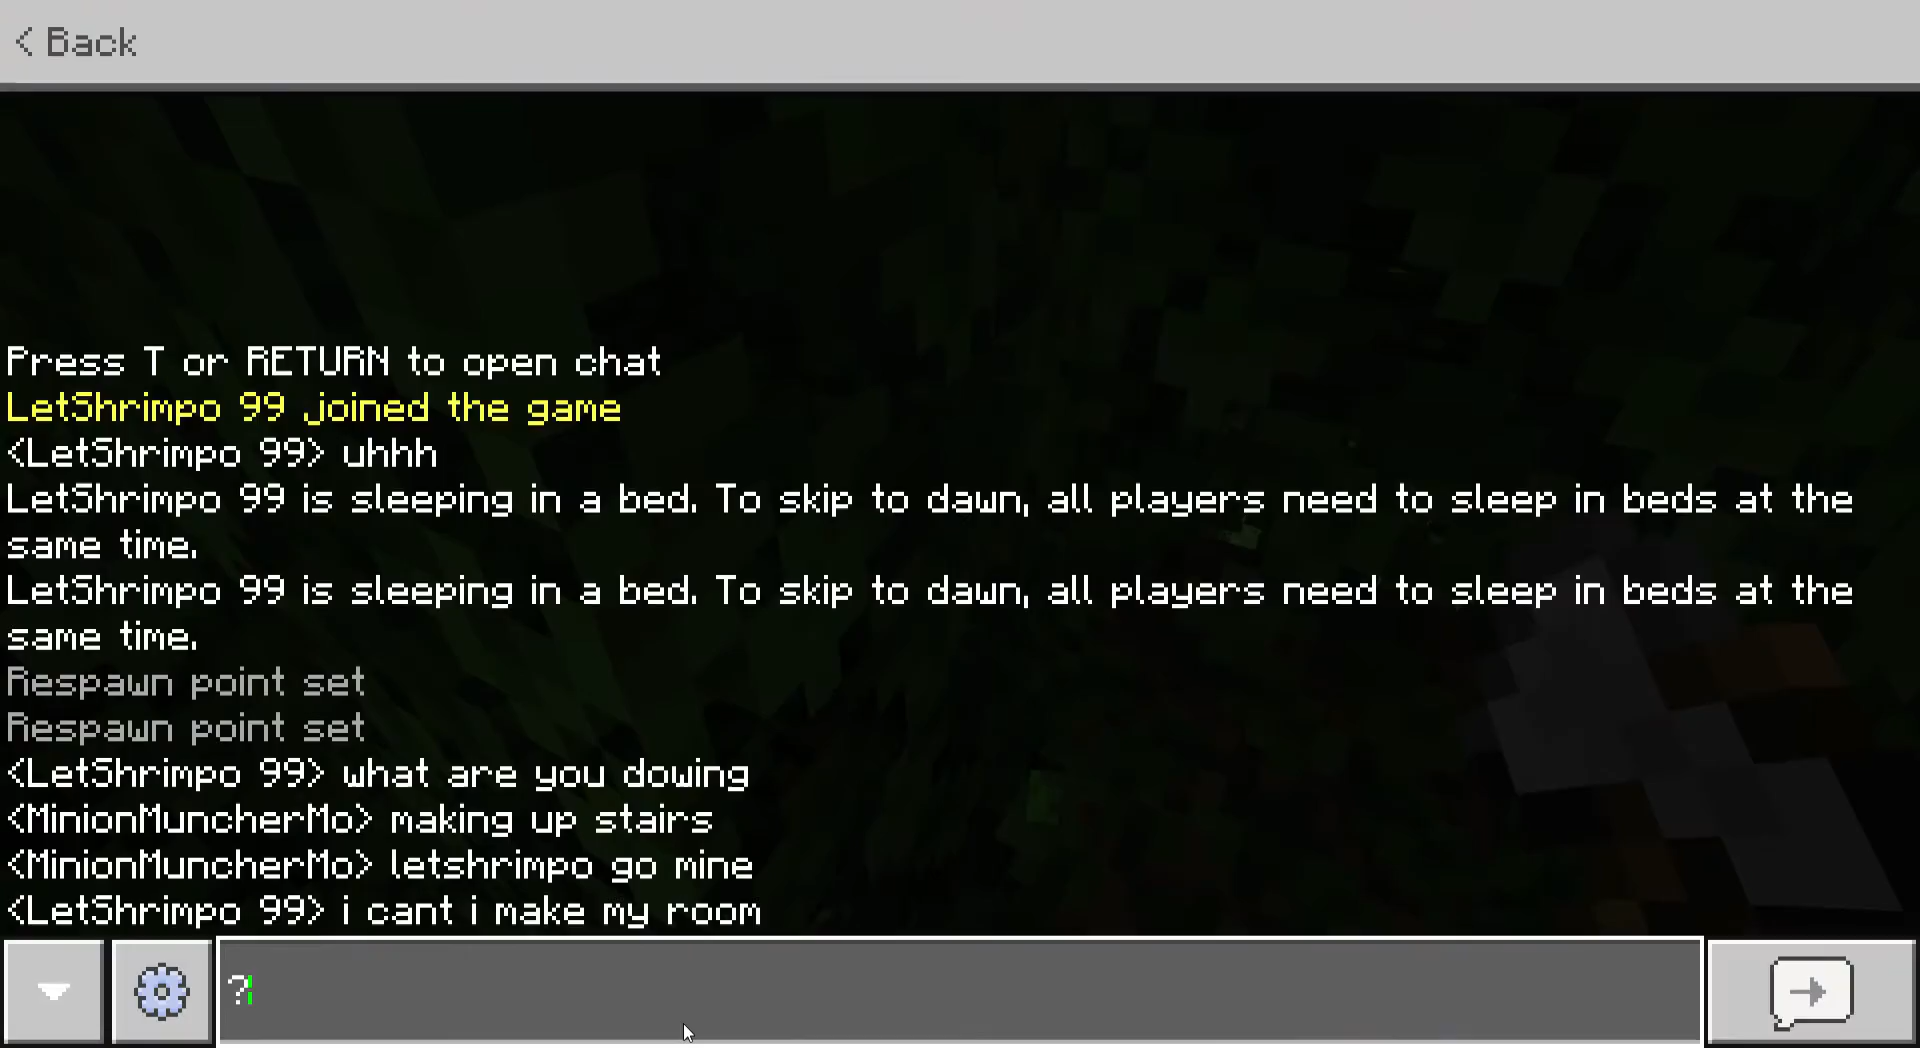 < Back
Press T or RETURN to open chat
LetShrimpo 99 joined the game
<LetShrimpo 99> uhhh
LetShrimpo 99 is sleeping in a bed. To skip to dawn, all players need to sleep in beds at the
same time.
LetShrimpo 99 is sleeping in a bed. To skip to dawn, all players need to sleep in beds at the
same time.
Respawn point set
Respawn point set
<LetShrimpo 99> what are you dowing
<MinionMuncherMo> making up stairs
<MinionMuncherMo> letshrimpo go mine
<LetShrimpo 99> i cant i make my room
?